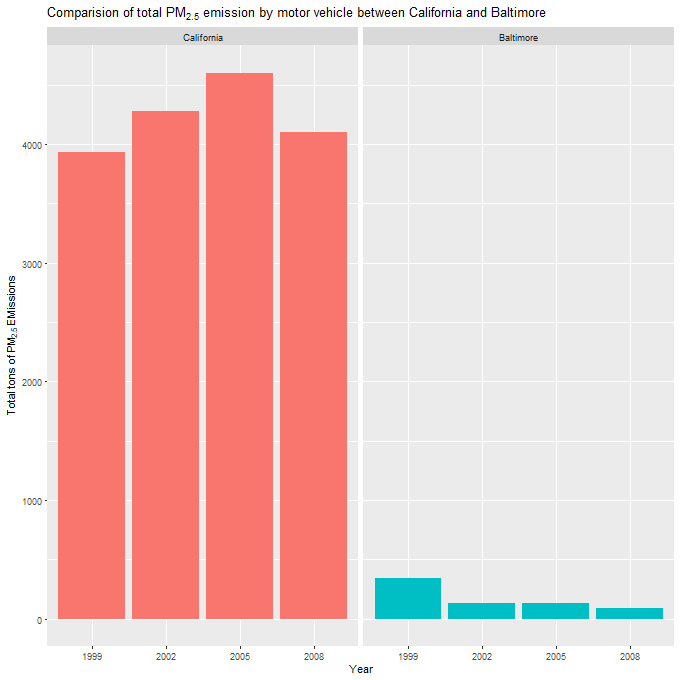 Comparision of total PM2.5 emission by motor vehicle between California and Baltimore
California
Baltimore
Total tons of PM2.5 EMissions
4000
3000
2000
1000
0
1999 2002 2005 2008
1999 2002 2005 2008
Year